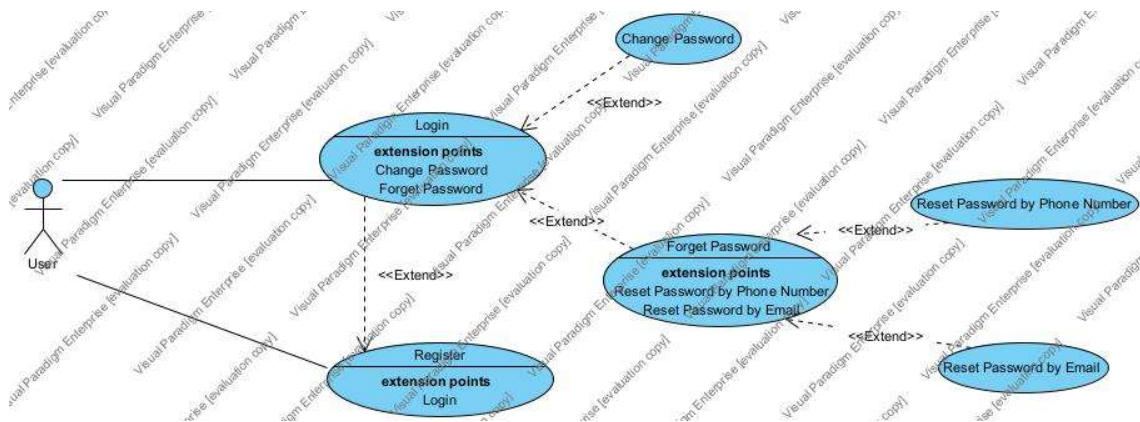 Change Password
<<Extend>>
Login
extension points
Change Password
Forget Password
User
<<Extend>>
Reset Password by Phone Number
<<Extend>>
Forget Password
extension points
Reset Password by Phone Number
Reset Password by Email
<<Extend>>
<<Extend>>
Register
extension points
Login
Reset Password by Email
Visual Paradigm Enterprise [evaluation copy]